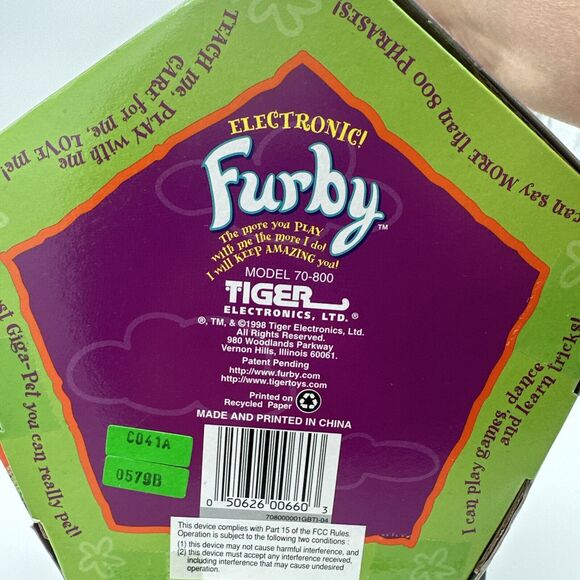 TEACH me, PLAY with me
CARE for me, LOVE me!
can say MORE than 800 PHRASES!
ELECTRONIC!
Furby™
The more you PLAY
with me the more I do!
I will KEEP AMAZING you!
MODEL 70-800
TIGER
ELECTRONICS, LTD.®
®, TM, & ©1998 Tiger Electronics, Ltd.
All Rights Reserved.
980 Woodlands Parkway
Vernon Hills, Illinois 60061.
Patent Pending
http://www.furby.com
http://www.tigertoys.com
Printed on
Recycled Paper
MADE AND PRINTED IN CHINA
Giga-Pet you can really pet!
I can play games, dance
and learn tricks!
C041A
0579B
0 50626 00660 3
708000001GBTI-04
This device complies with Part 15 of the FCC Rules.
Operation is subject to the following two conditions :
(1) this device may not cause harmful interference, and
(2) this device must accept any interference received,
including interference that may cause undesired
operation.